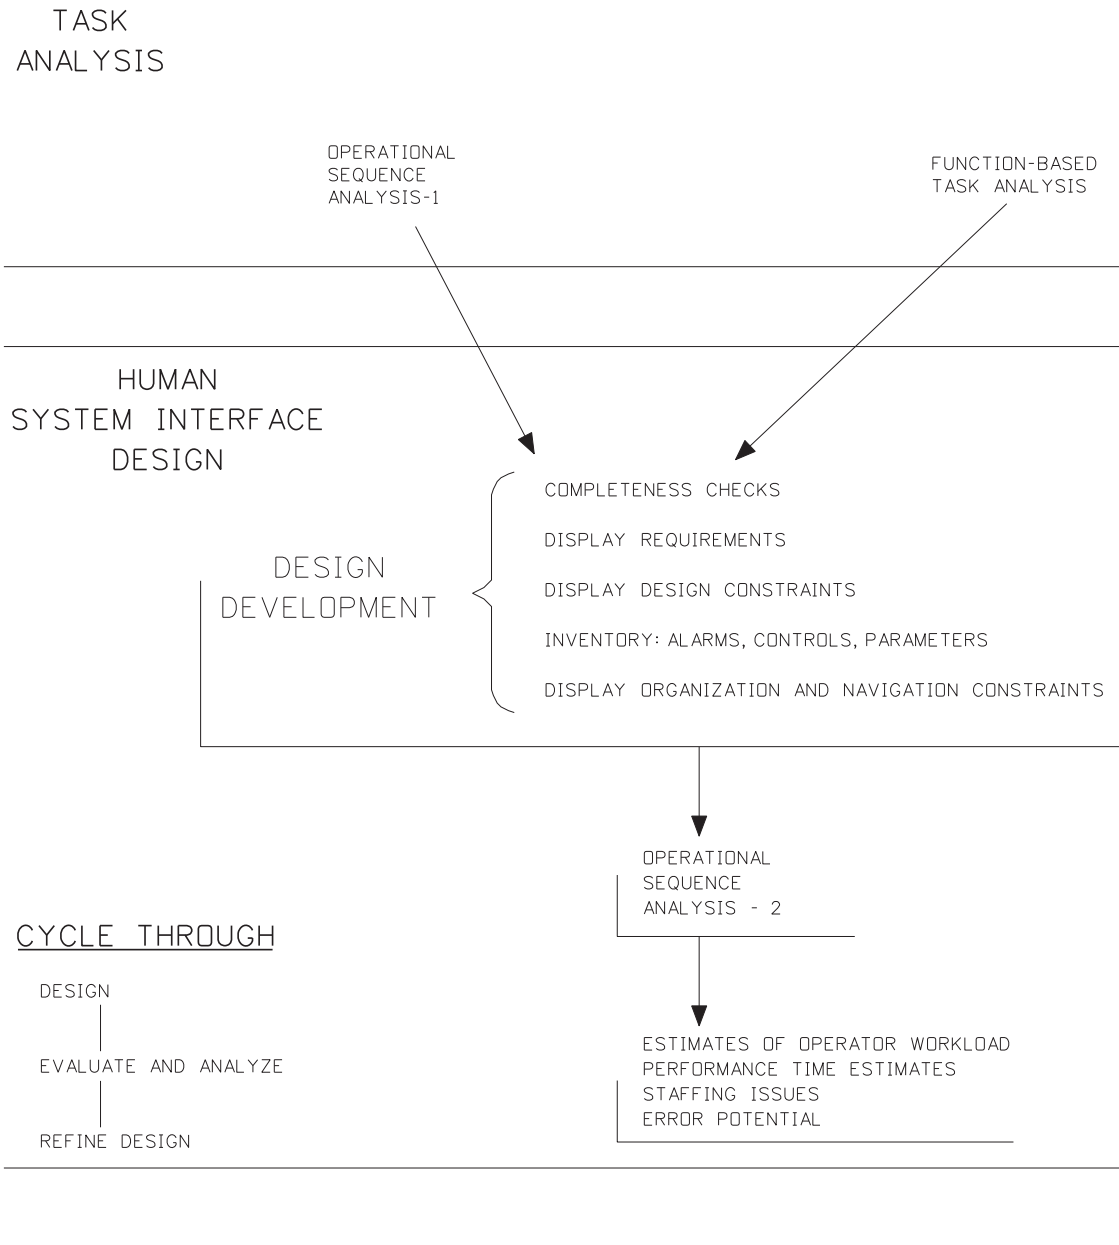 TASK
ANALYSIS
OPERATIONAL
SEQUENCE
ANALYSIS-1
FUNCTION-BASED
TASK ANALYSIS
HUMAN
SYSTEM INTERFACE
DESIGN
COMPLETENESS CHECKS
DISPLAY REQUIREMENTS
DISPLAY DESIGN CONSTRAINTS
INVENTORY: ALARMS, CONTROLS, PARAMETERS
DISPLAY ORGANIZATION AND NAVIGATION CONSTRAINTS
DESIGN
DEVELOPMENT
OPERATIONAL
SEQUENCE
ANALYSIS - 2
CYCLE THROUGH
DESIGN
EVALUATE AND ANALYZE
REFINE DESIGN
ESTIMATES OF OPERATOR WORKLOAD
PERFORMANCE TIME ESTIMATES
STAFFING ISSUES
ERROR POTENTIAL